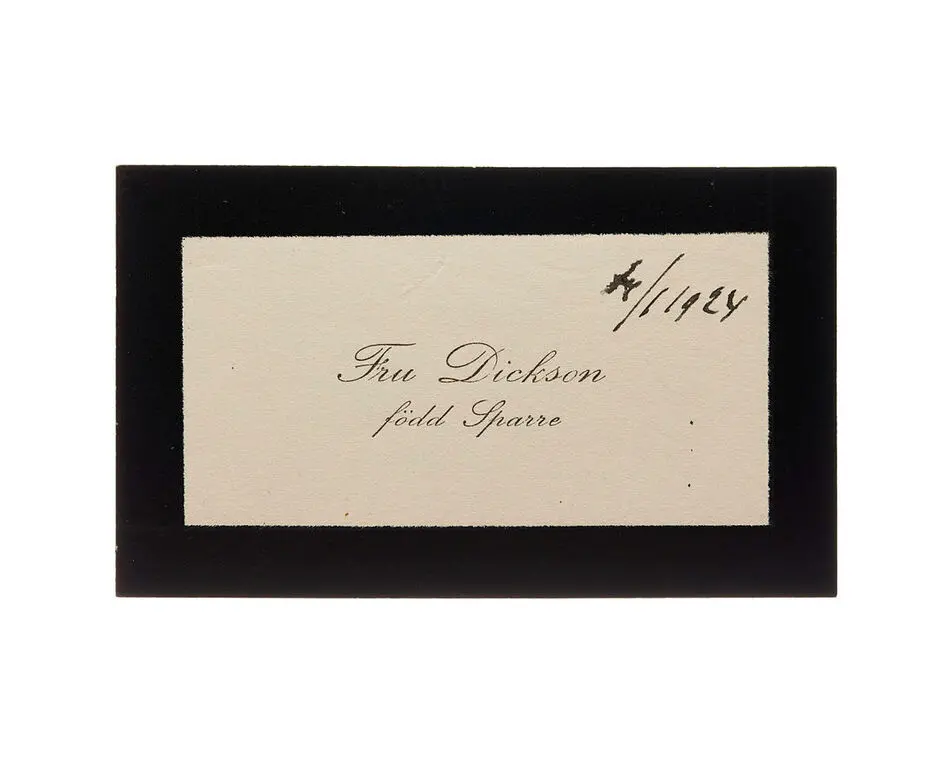 4/1 1924
Fru Dickson
född Sparre